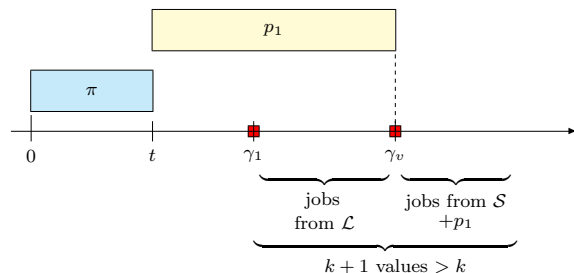 p₁
π
0
t
γ₁
γᵥ
jobs
from ℒ
jobs from 𝒮
+p₁
k + 1 values > k